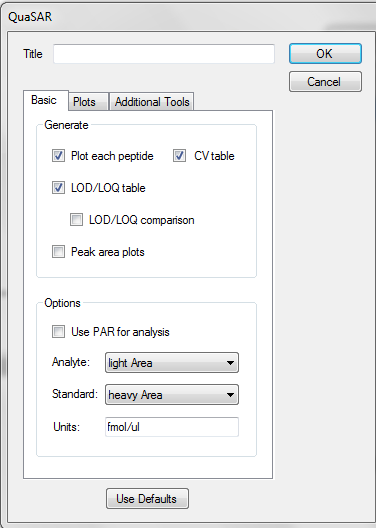 QuaSAR
Title
OK
Cancel
Basic Plots Additional Tools
Generate
Plot each peptide CV table
LOD/LOQ table
LOD/LOQ comparison
Peak area plots
Options
Use PAR for analysis
Analyte: light Area
Standard: heavy Area
Units: fmol/ul
Use Defaults